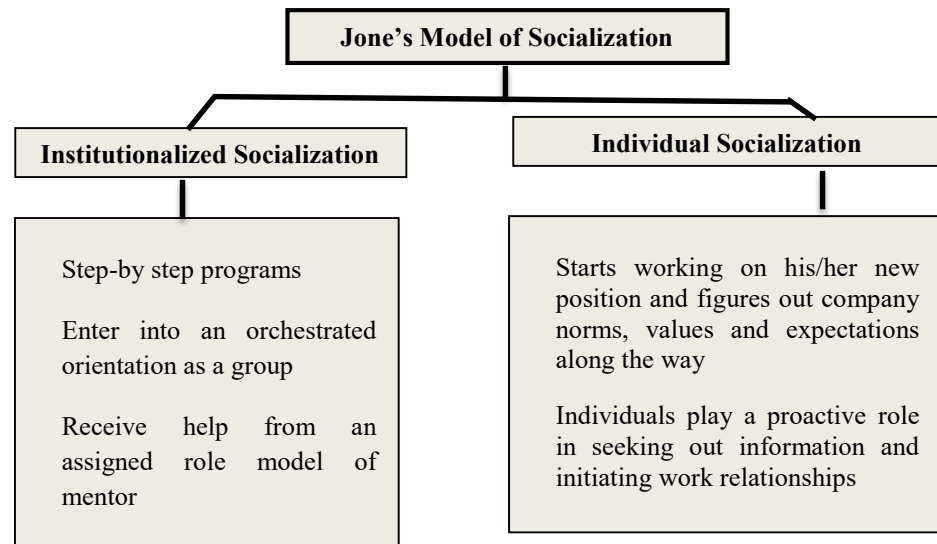 Jone’s Model of Socialization
Institutionalized Socialization
Step-by step programs
Enter into an orchestrated
orientation as a group
Receive help from an
assigned role model of
mentor
Individual Socialization
Starts working on his/her new
position and figures out company
norms, values and expectations
along the way
Individuals play a proactive role
in seeking out information and
initiating work relationships